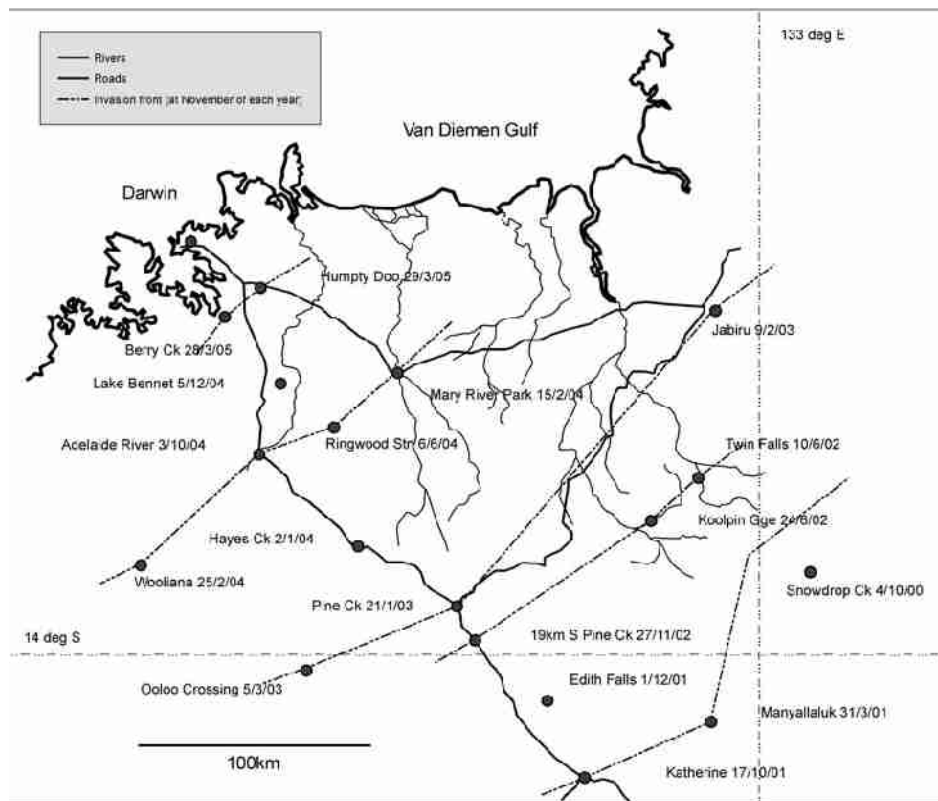 133 deg E
Rivers
Roads
Invasion from (at November of each year;
Van Diemen Gulf
Darwin
Humpty Doo 29/3/05
Jabiru 9/2/03
Berry Ck 28/3/05
Lake Bennet 5/12/04
Mary River Park 15/2/04
Acelaide River 3/10/04
Ringwood Str 6/6/04
Twin Falls 10/6/02
Koolpin Gge 24/6/02
Hayes Ck 2/1/04
Wooliana 25/2/04
Snowdrop Ck 4/10/00
Pine Ck 21/1/03
14 deg S
19km S Pine Ck 27/11/02
Edith Falls 1/12/01
Ooloo Crossing 5/3/03
Manyallaluk 31/3/01
100km
Katherine 17/10/01